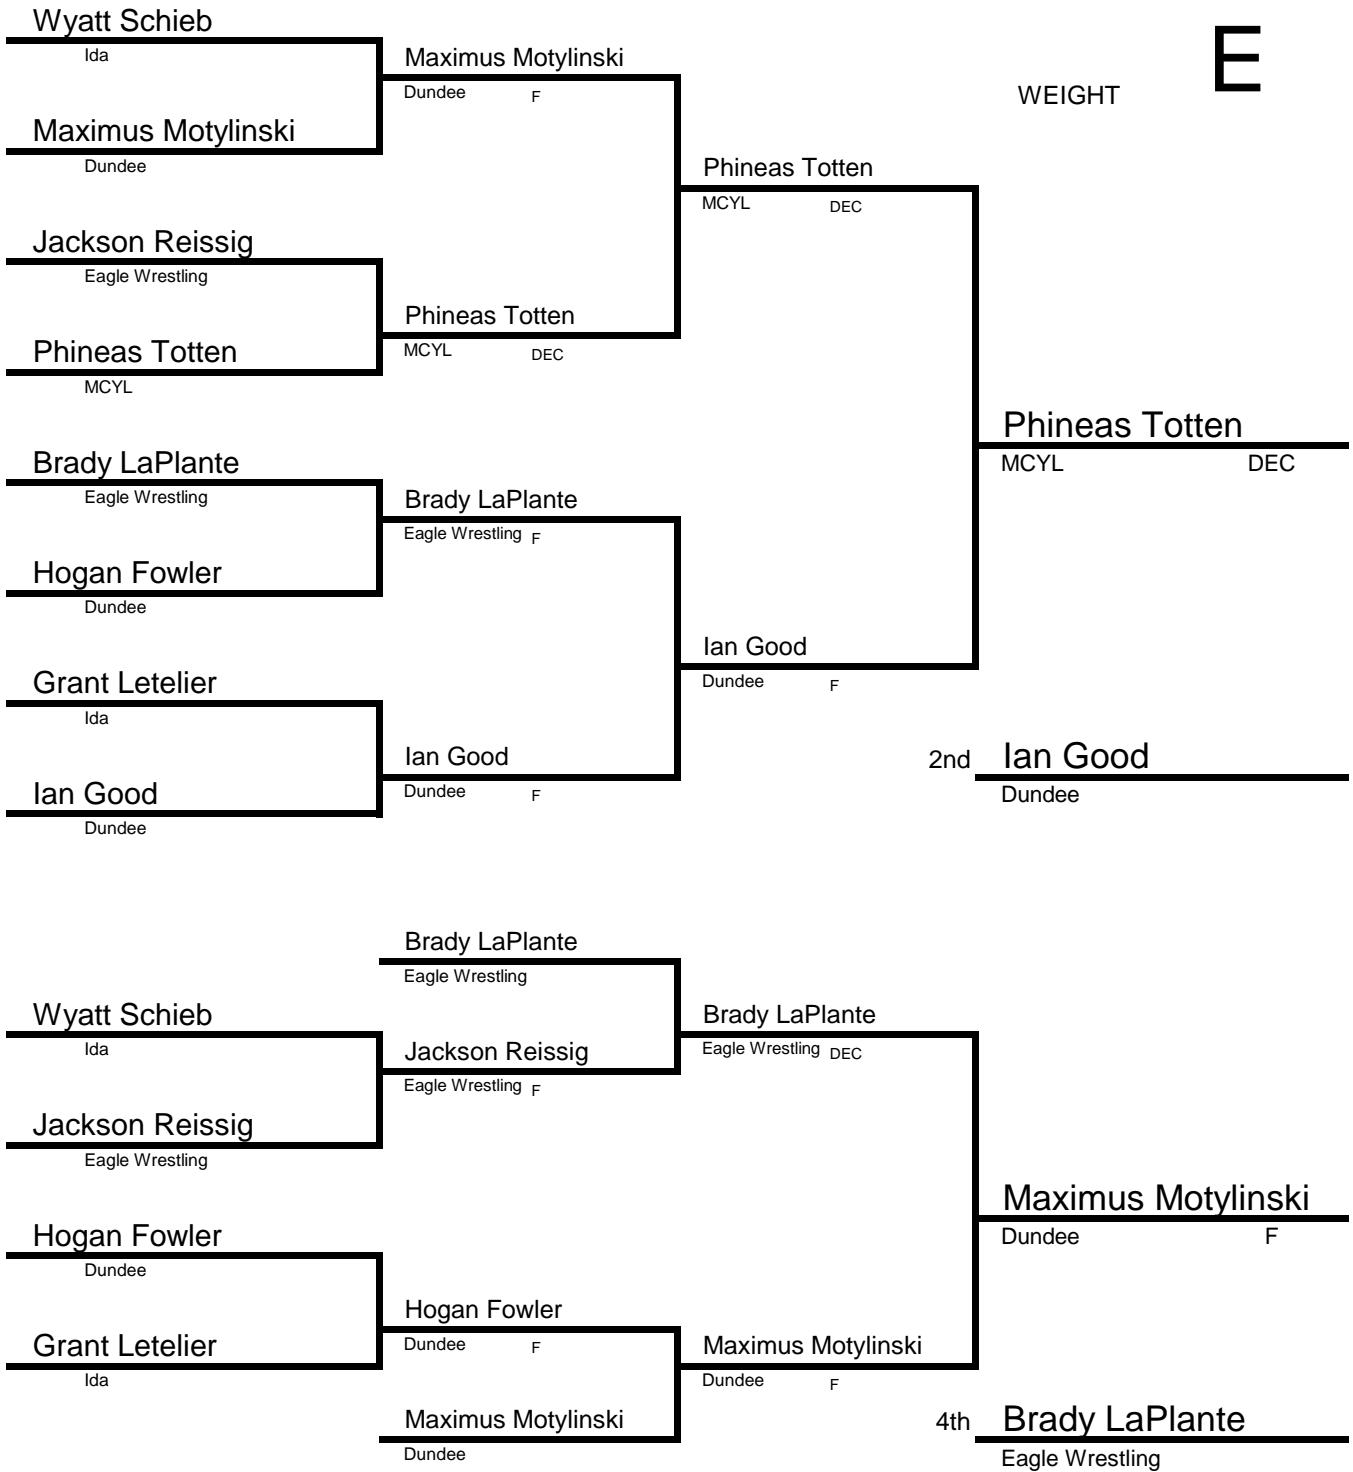 Wyatt Schieb
Ida
Maximus Motylinski
Dundee F
E
WEIGHT
Maximus Motylinski
Dundee
Phineas Totten
MCYL DEC
Jackson Reissig
Eagle Wrestling
Phineas Totten
MCYL DEC
Phineas Totten
MCYL
Phineas Totten
MCYL DEC
Brady LaPlante
Eagle Wrestling
Brady LaPlante
Eagle Wrestling F
Hogan Fowler
Dundee
Ian Good
Dundee F
Grant Letelier
Ida
Ian Good
Dundee F
2nd Ian Good
Dundee
Ian Good
Dundee
Brady LaPlante
Eagle Wrestling
Wyatt Schieb
Ida
Brady LaPlante
Eagle Wrestling DEC
Jackson Reissig
Eagle Wrestling F
Jackson Reissig
Eagle Wrestling
Maximus Motylinski
Dundee F
Hogan Fowler
Dundee
Hogan Fowler
Dundee F
Grant Letelier
Ida
Maximus Motylinski
Dundee F
Maximus Motylinski
Dundee
4th Brady LaPlante
Eagle Wrestling